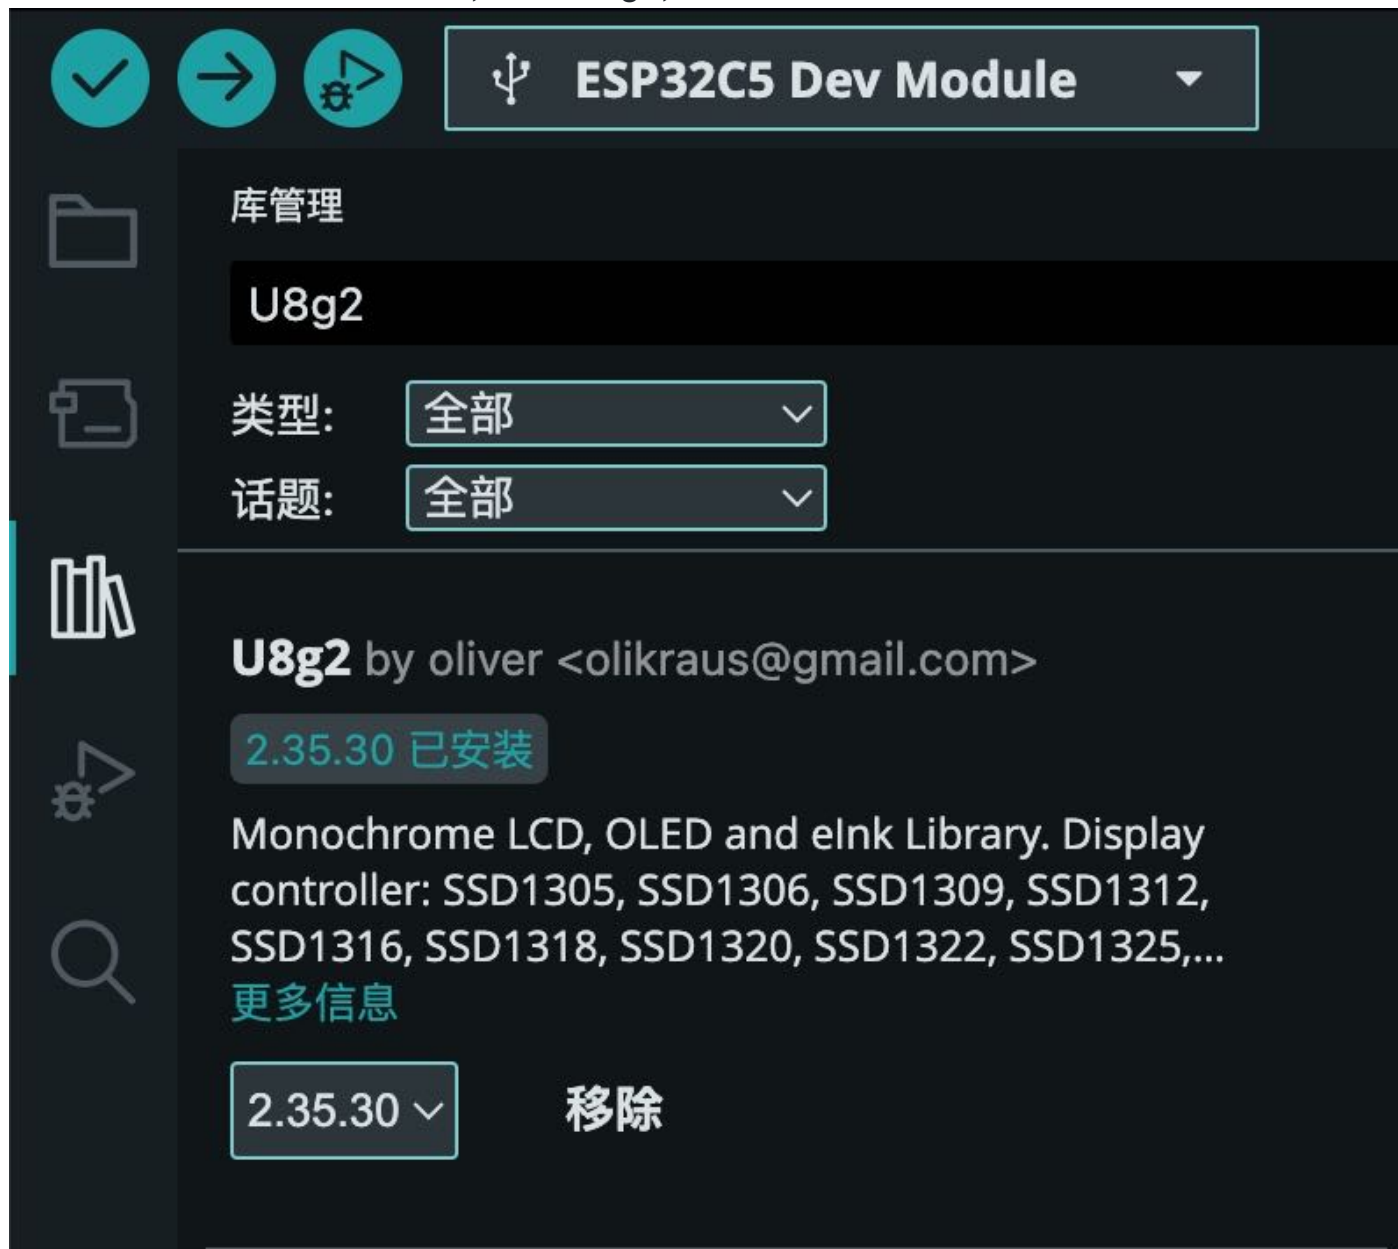 ESP32C5 Dev Module
库管理
U8g2
类型: 全部
话题: 全部
U8g2 by oliver <olikraus@gmail.com>
2.35.30 已安装
Monochrome LCD, OLED and eInk Library. Display
controller: SSD1305, SSD1306, SSD1309, SSD1312,
SSD1316, SSD1318, SSD1320, SSD1322, SSD1325,...
更多信息
2.35.30 移除